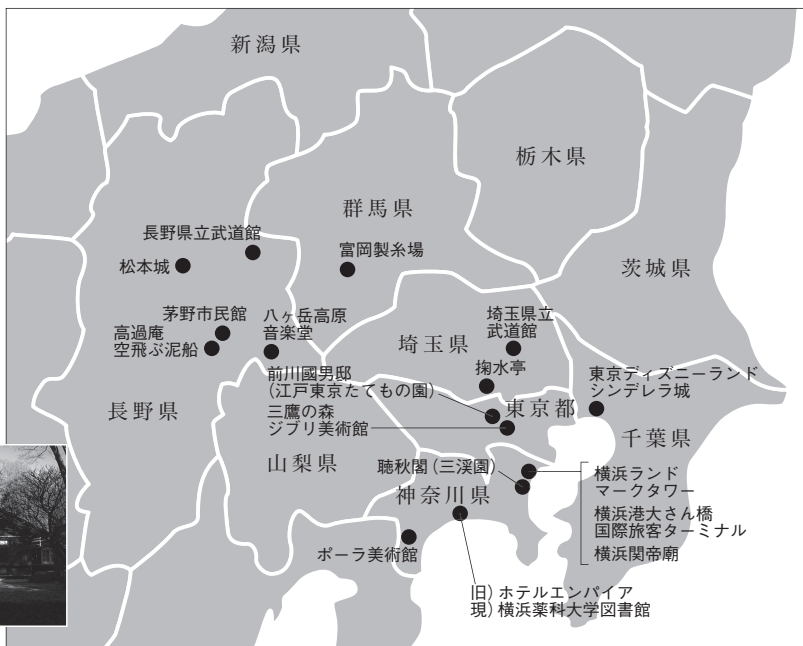 新潟県
栃木県
群馬県
長野県立武道館
富岡製糸場
松本城
茨城県
茅野市民館
高過庵
空飛ぶ泥船
八ヶ岳高原
音楽堂
埼玉県立
武道館
埼玉県
掬水亭
前川國男邸
(江戸東京たてもの園)
東京ディズニーランド
シンデレラ城
三鷹の森
ジブリ美術館
東京都
長野県
千葉県
山梨県
聴秋閣(三渓園)
神奈川県
横浜ランド
マークタワー
横浜港大さん橋
国際旅客ターミナル
横浜関帝廟
ポーラ美術館
旧)ホテルエンパイア
現)横浜薬科大学図書館